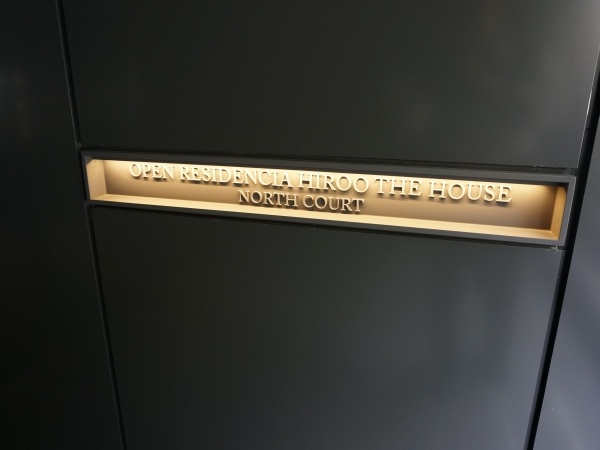 OPEN RESIDENCIA HIROO THE HOUSE
NORTH COURT